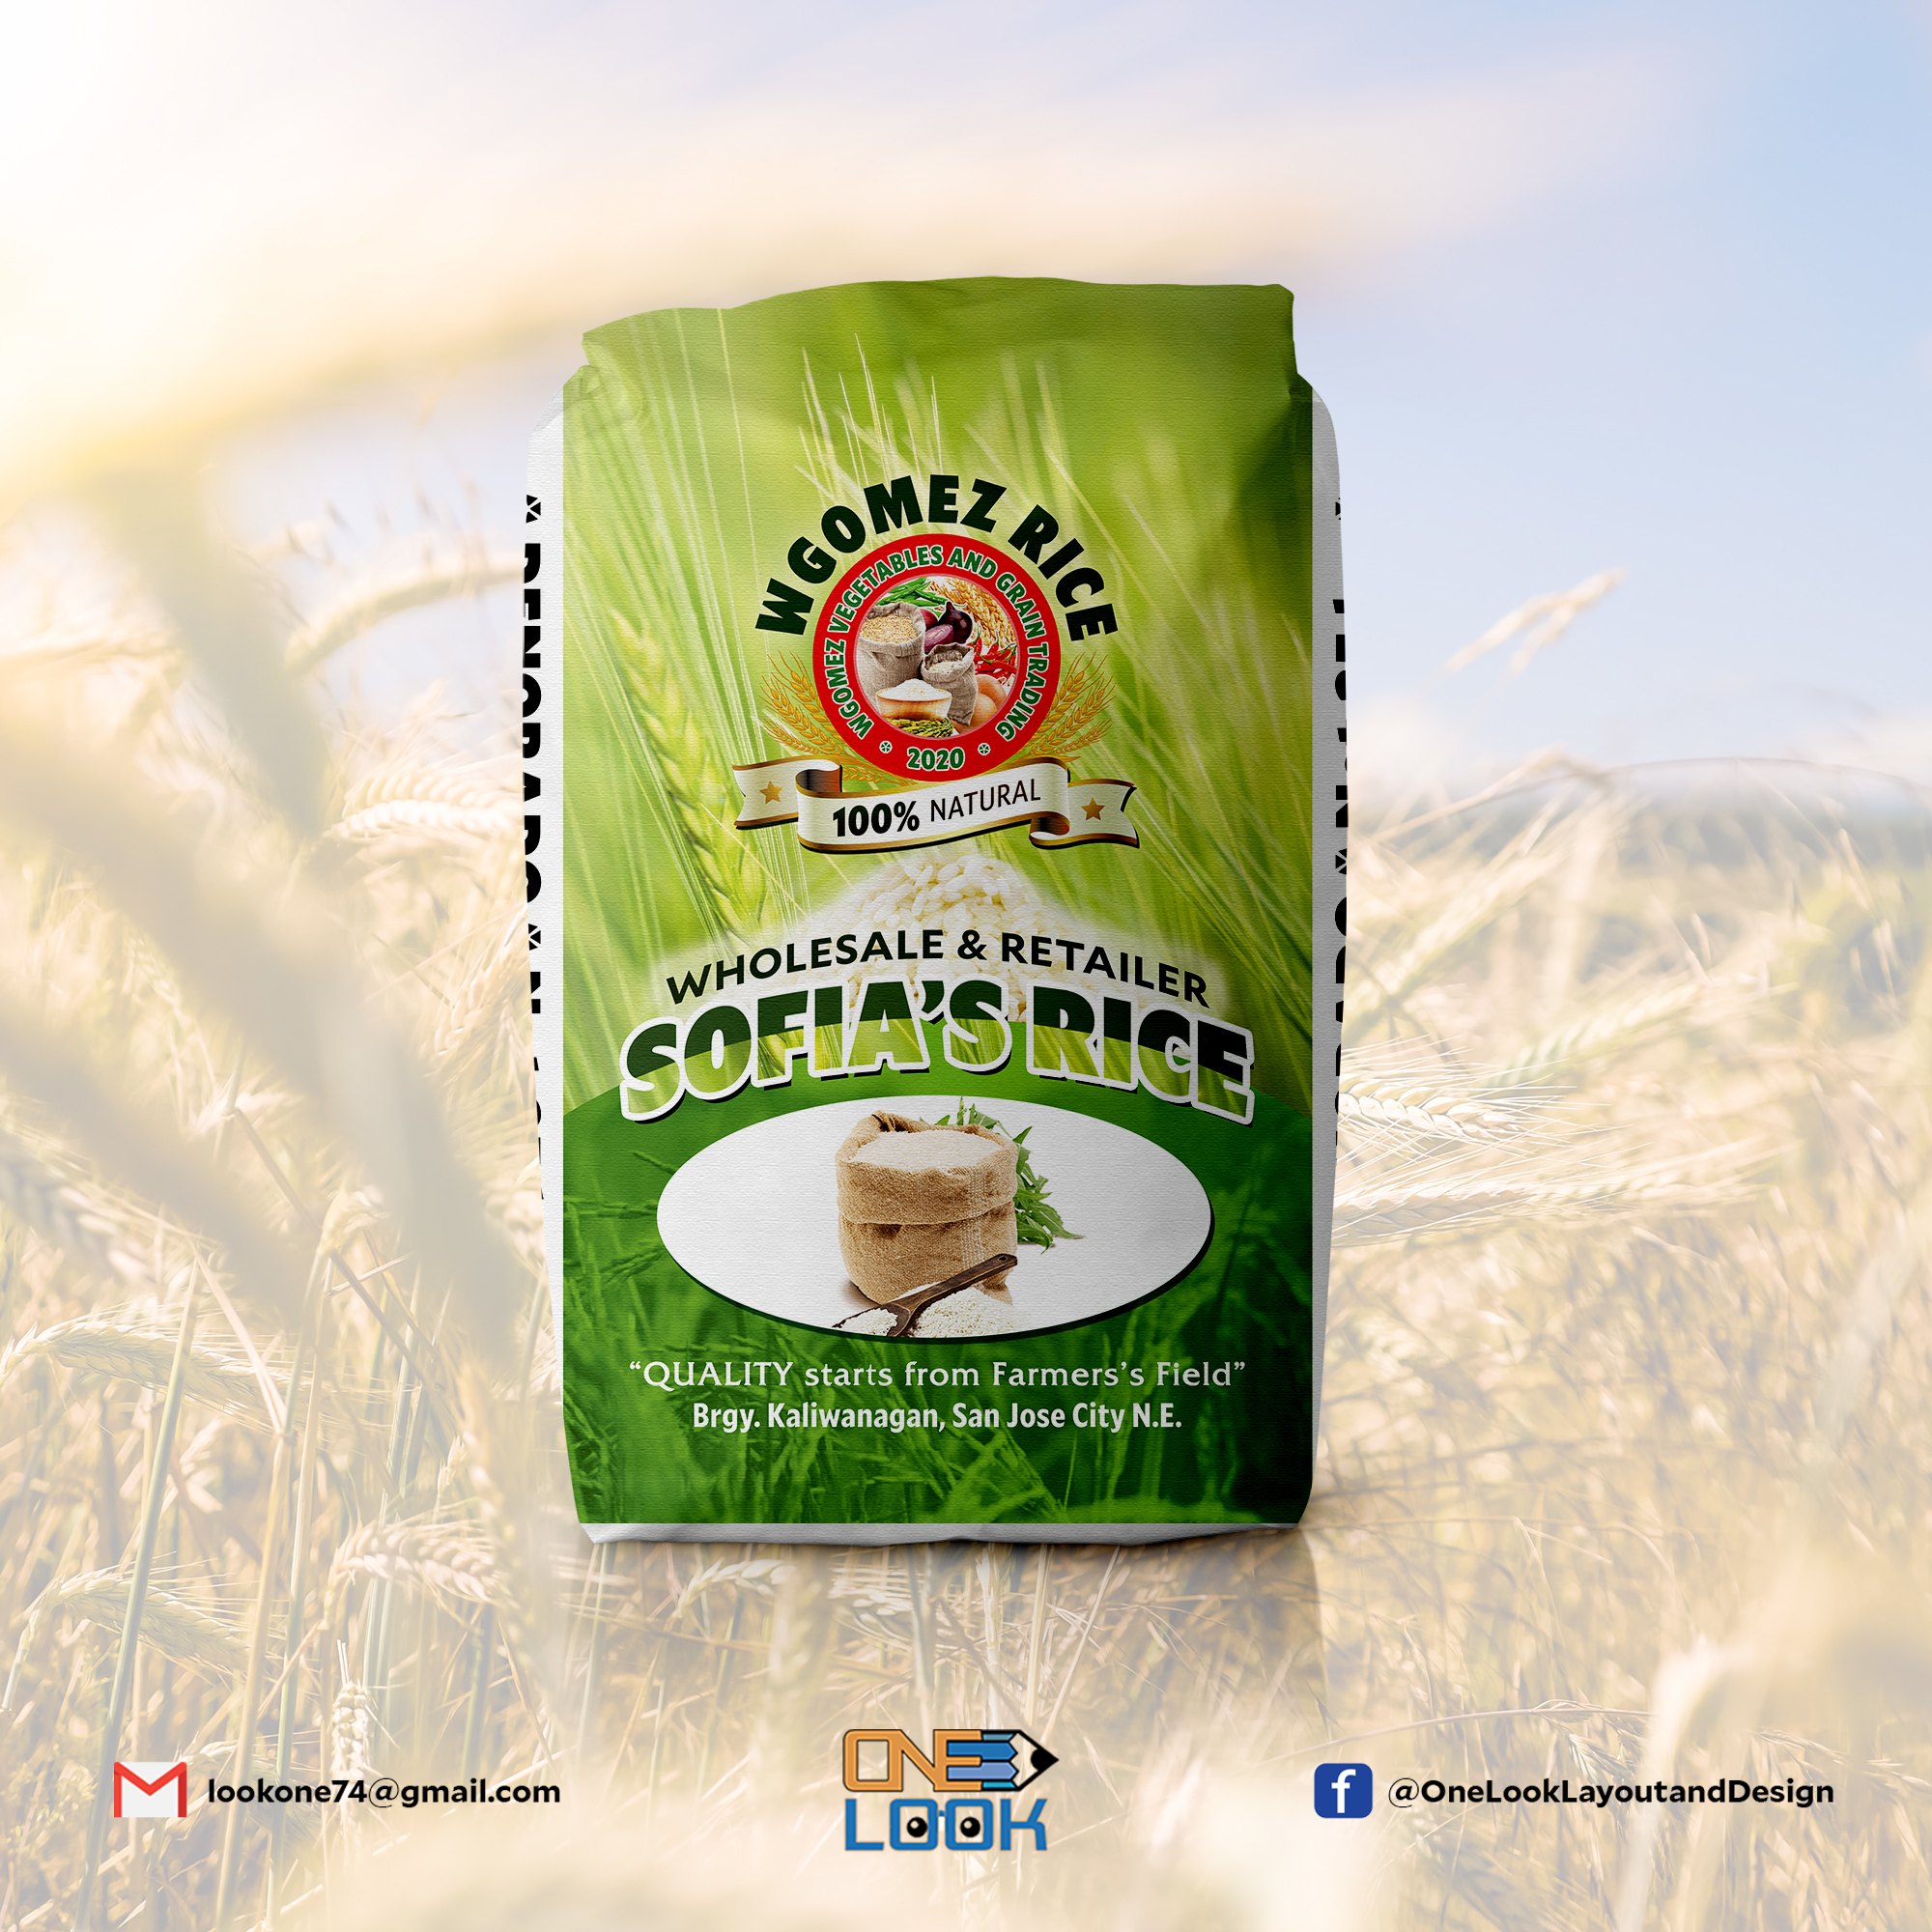 WGOMEZ RICE
WGOMEZ VEGETABLES AND GRAIN TRADING
2020
100% NATURAL
WHOLESALE & RETAILER
SOFIA'S RICE
“QUALITY starts from Farmers's Field”
Brgy. Kaliwanagan, San Jose City N.E.
ONE
LOOK
lookone74@gmail.com
@OneLookLayoutandDesign